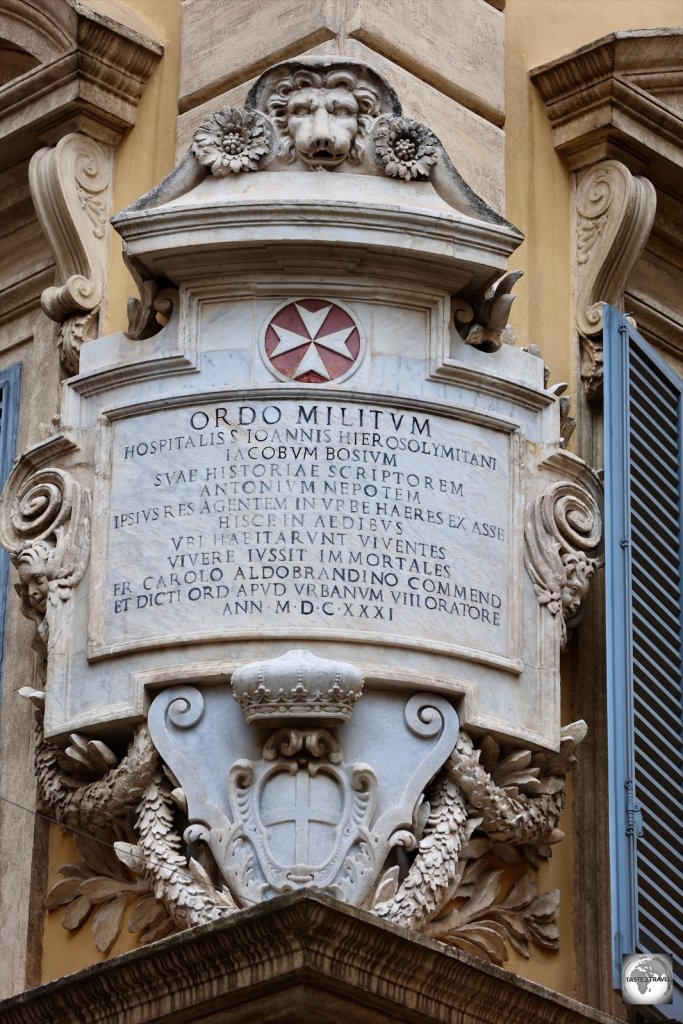 ORDO MILITVM
HOSPITALIS S IOANNIS HIEROSOLYMITANI
IACOBVM BOSIVM
SVAE HISTORIAE SCRIPTOREM
ANTONIVM NEPOTEM
IPSIVS RES AGENTEM IN VRBE HAERES EX ASSE
HISCE IN AEDIBVS
VBI HABITARVNT VIVENTES
VIVERE IVSSIT IMMORTALES
FR CAROLO ALDOBRANDINO COMMEND
ET DICTI ORD APVD VRBANVM VIII ORATORE
ANN M·D·C·XXXI
TASTE2TRAVEL